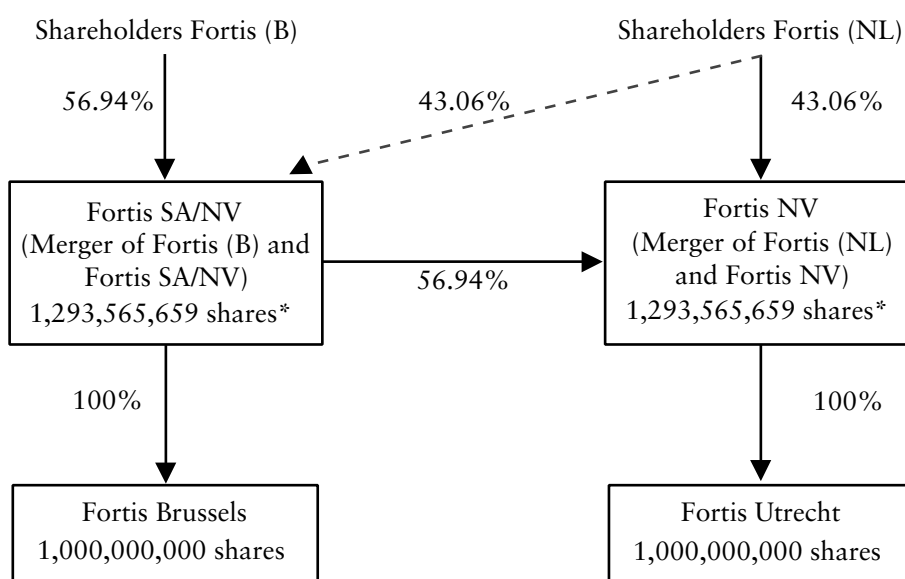 Shareholders Fortis (B)
Shareholders Fortis (NL)
56.94%
43.06%
43.06%
Fortis SA/NV
(Merger of Fortis (B) and
Fortis SA/NV)
1,293,565,659 shares*
56.94%
Fortis NV
(Merger of Fortis (NL)
and Fortis NV)
1,293,565,659 shares*
100%
100%
Fortis Brussels
1,000,000,000 shares
Fortis Utrecht
1,000,000,000 shares